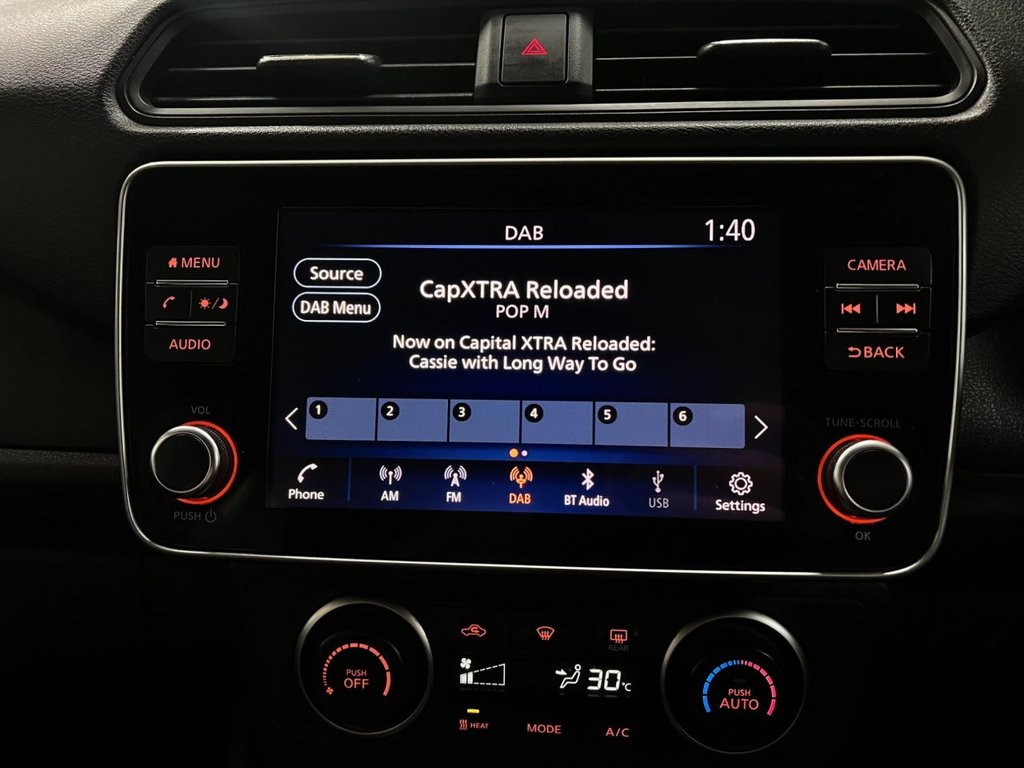 DAB
1:40
MENU
AUDIO
VOL
PUSH
Source
DAB Menu
CapXTRA Reloaded
POP M
Now on Capital XTRA Reloaded:
Cassie with Long Way To Go
1 2 3 4 5 6
Phone AM FM DAB BT Audio USB Settings
CAMERA
BACK
TUNE·SCROLL
OK
REAR
PUSH
OFF
30°C
PUSH
AUTO
HEAT MODE A/C